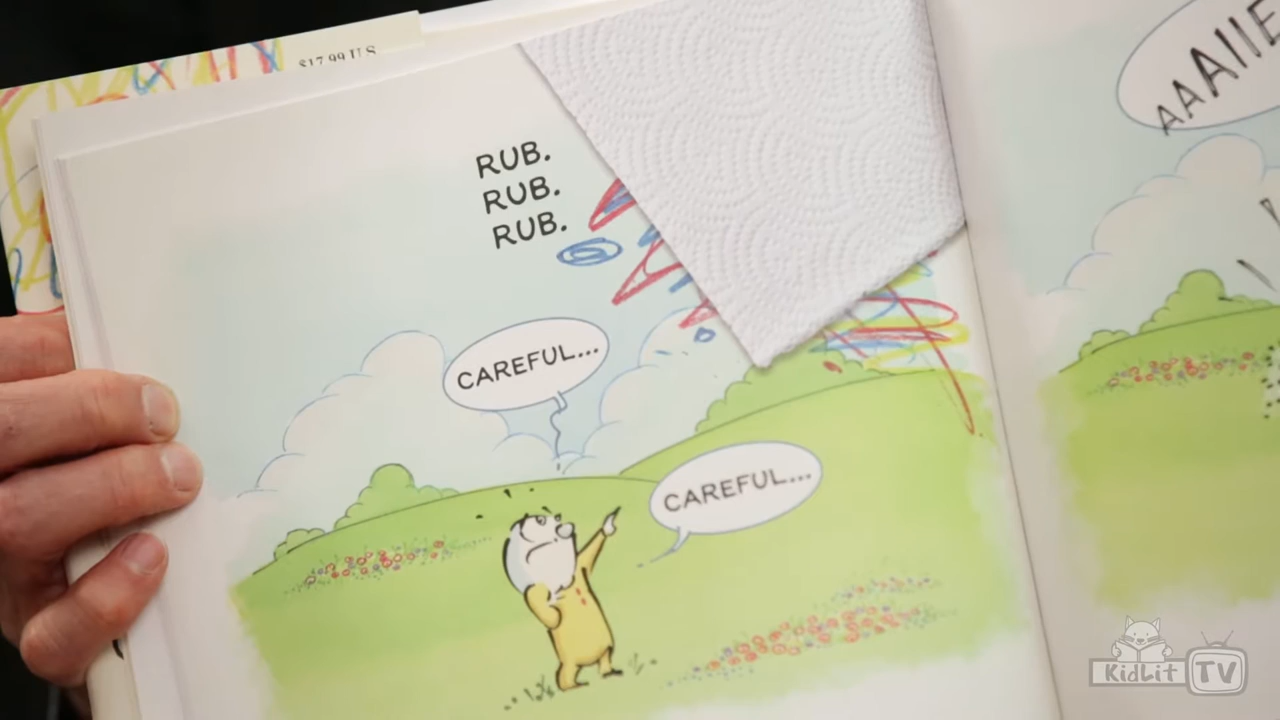 $17.99 U.S.
RUB.
RUB.
RUB.
CAREFUL...
CAREFUL...
AAAIIE
KidLit TV